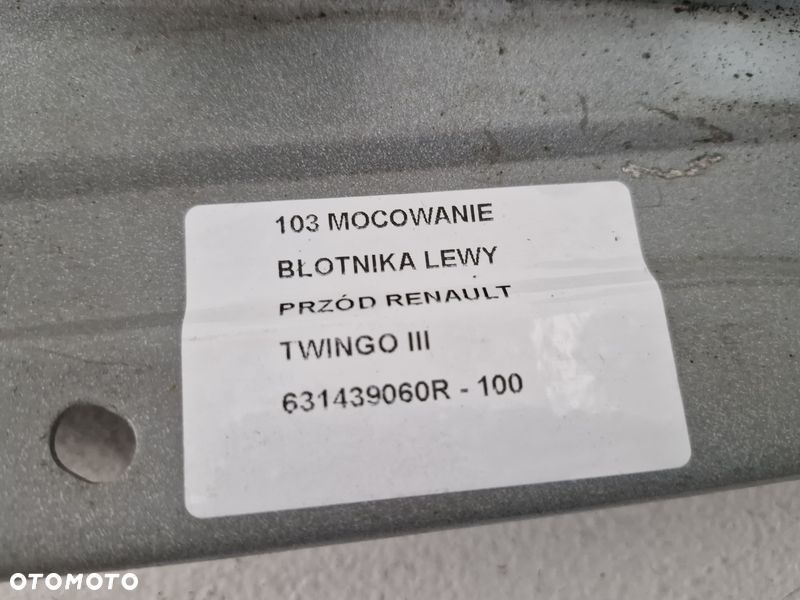 103 MOCOWANIE
BŁOTNIKA LEWY
PRZÓD RENAULT
TWINGO III
631439060R - 100
OTOMOTO